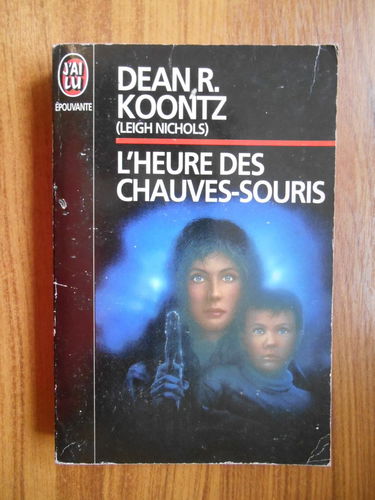 J'AI
LU
ÉPOUVANTE
DEAN R.
KOONTZ
(LEIGH NICHOLS)
L'HEURE DES
CHAUVES-SOURIS